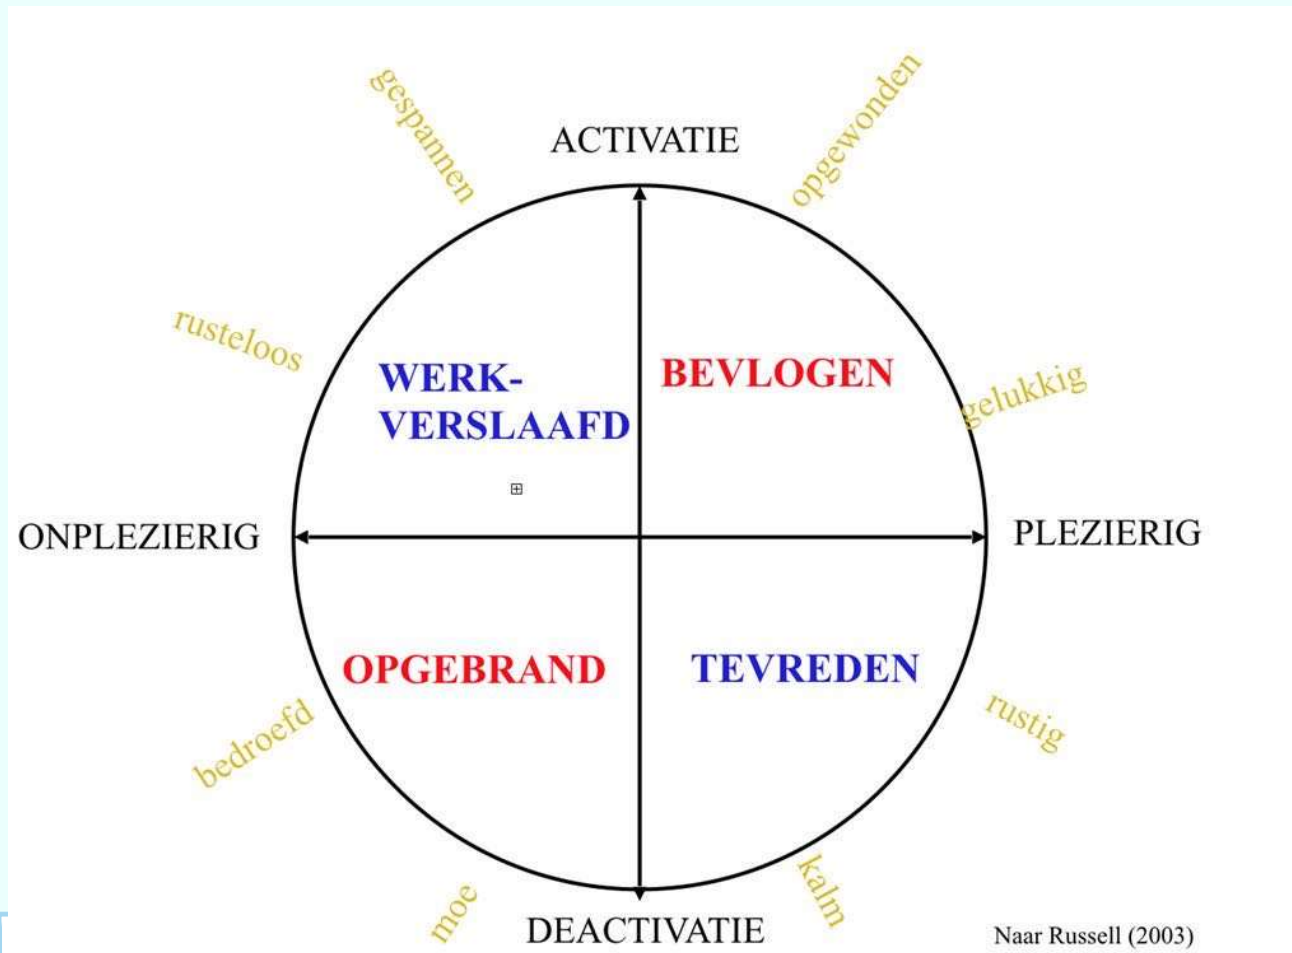 gespannen
opgewonden
ACTIVATIE
rusteloos
WERK-
VERSLAAFD
BEVLOGEN
gelukkig
ONPLEZIERIG
PLEZIERIG
OPGEBRAND
TEVREDEN
bedroefd
rustig
moe
kalm
DEACTIVATIE
Naar Russell (2003)